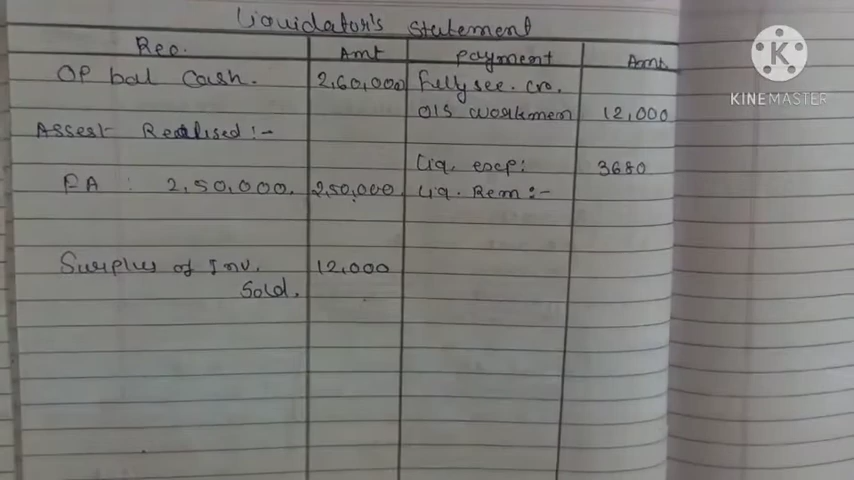 Liquidator's Statement
Rec. Amt payment Amt
OP bal Cash. 2,60,000 fully sec. cro.
O/S workmen 12,000
Assest Realised :-
Liq. exp: 3680
FA : 2,50,000. 2,50,000 Liq. Rem :-
Surplus of Inv. 12,000
Sold.
K
KINEMASTER